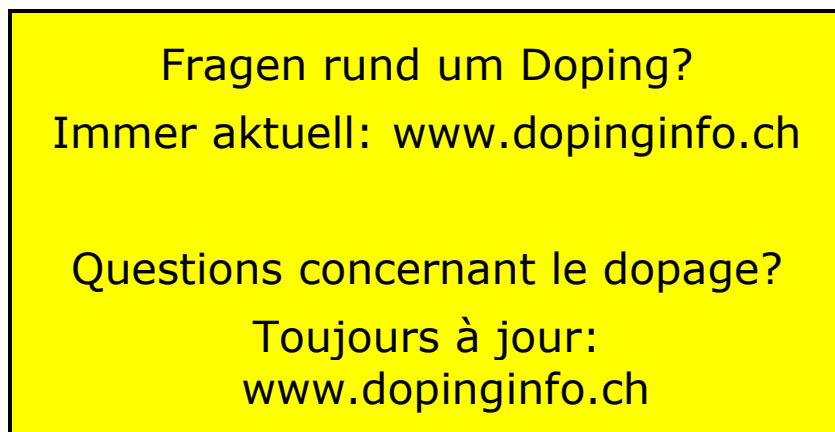 Fragen rund um Doping?
Immer aktuell: www.dopinginfo.ch
Questions concernant le dopage?
Toujours à jour:
www.dopinginfo.ch